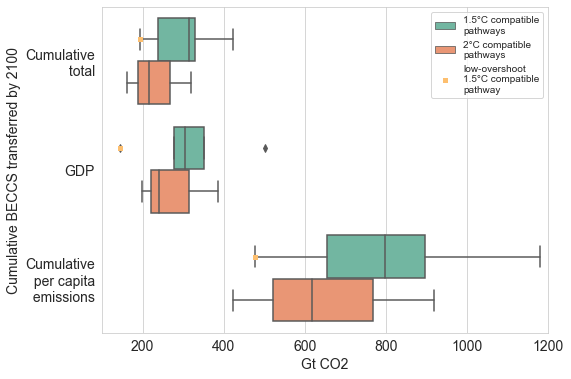 1.5°C compatible
pathways
2°C compatible
pathways
low-overshoot
1.5°C compatible
pathway
Cumulative BECCS transferred by 2100
Cumulative
total
GDP
Cumulative
per capita
emissions
200 400 600 800 1000 1200
Gt CO2